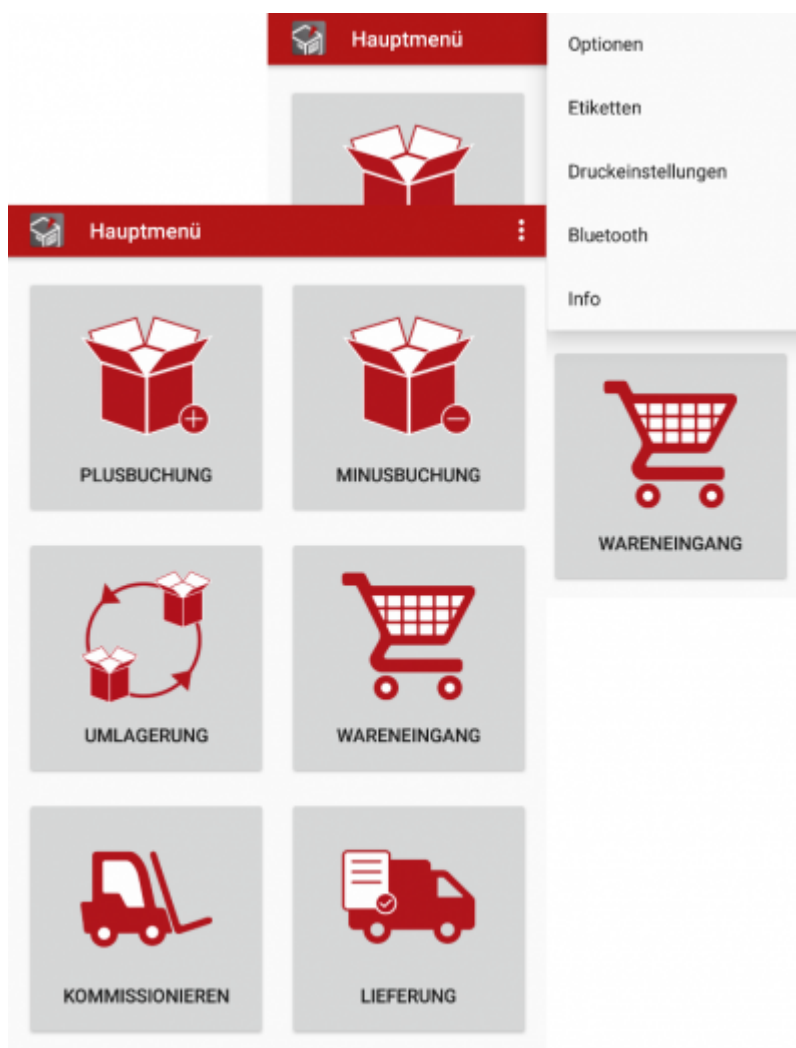 Hauptmenü
Optionen
Etiketten
Druckeinstellungen
Bluetooth
Info
Hauptmenü
PLUSBUCHUNG
MINUSBUCHUNG
WARENEINGANG
UMLAGERUNG
WARENEINGANG
KOMMISSIONIEREN
LIEFERUNG